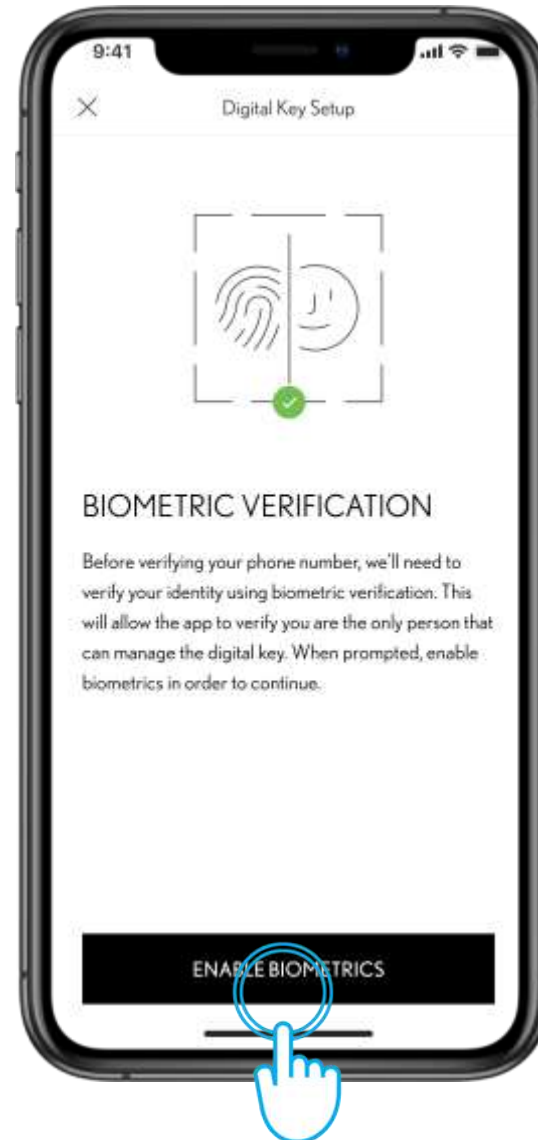 9:41
Digital Key Setup
BIOMETRIC VERIFICATION
Before verifying your phone number, we'll need to
verify your identity using biometric verification. This
will allow the app to verify you are the only person that
can manage the digital key. When prompted, enable
biometrics in order to continue.
ENABLE BIOMETRICS